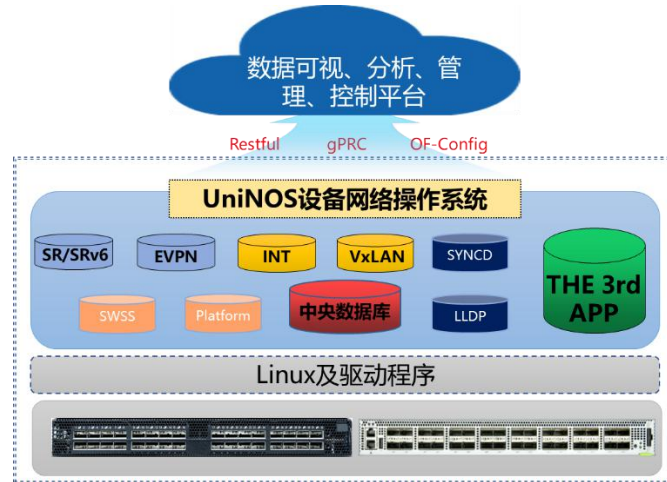 数据可视、分析、管
理、控制平台
Restful gPRC OF-Config
UniNOS设备网络操作系统
SR/SRv6 EVPN INT VxLAN SYNCD
THE 3rd
APP
SWSS Platform 中央数据库 LLDP
Linux及驱动程序